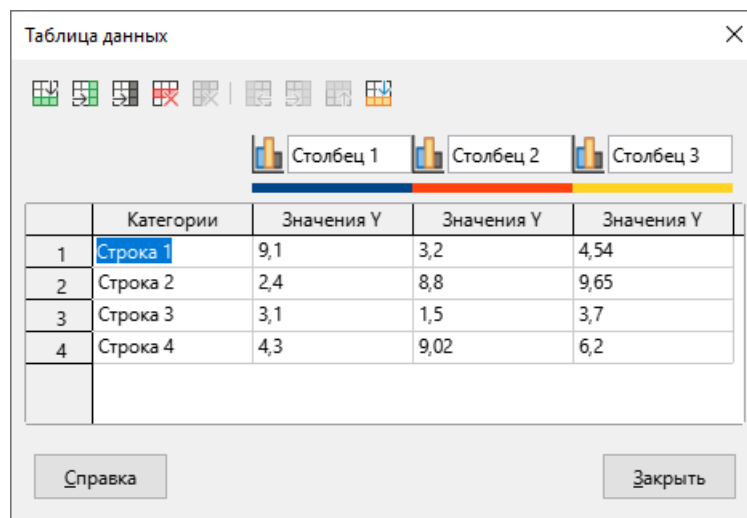 Таблица данных
Столбец 1 Столбец 2 Столбец 3
Категории Значения Y Значения Y Значения Y
1 Строка 1 9,1 3,2 4,54
2 Строка 2 2,4 8,8 9,65
3 Строка 3 3,1 1,5 3,7
4 Строка 4 4,3 9,02 6,2
Справка Закрыть